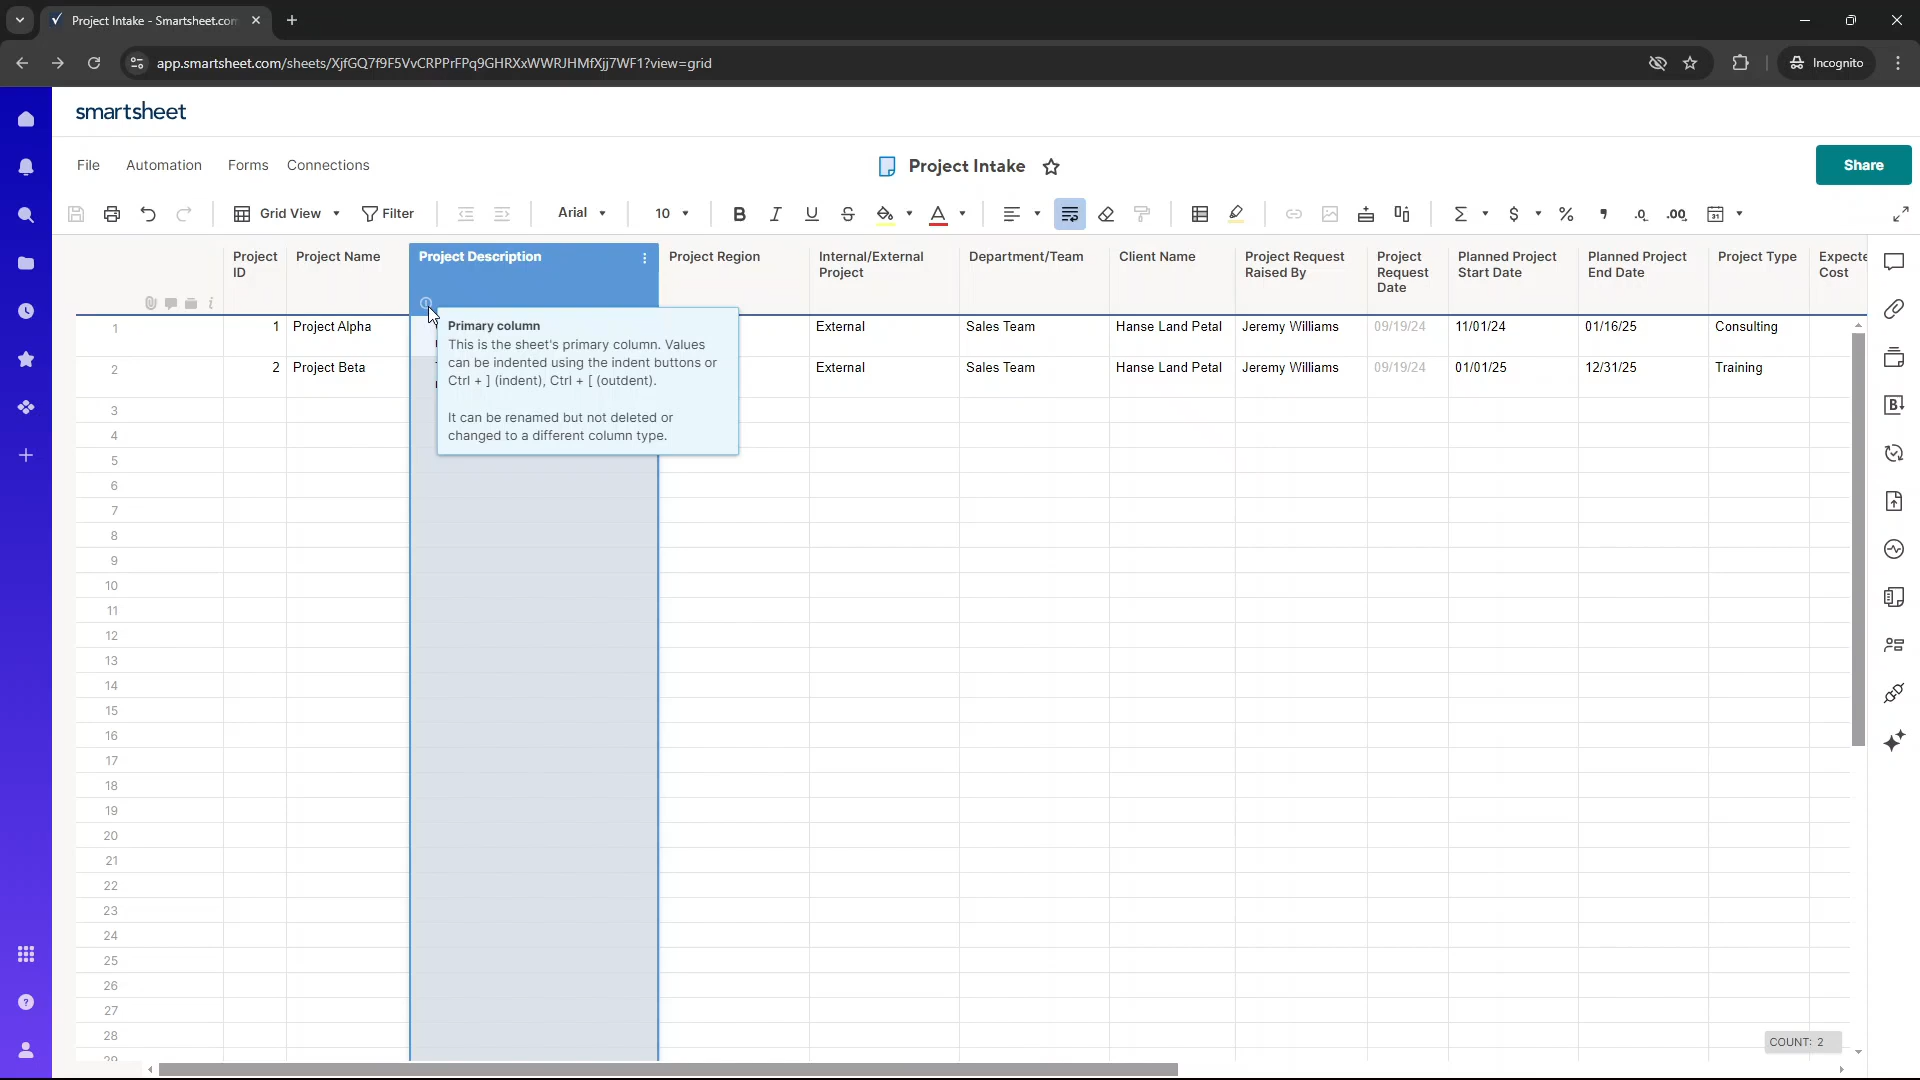 Project Intake - Smartsheet.com
app.smartsheet.com/sheets/XjfGQ7f9F5VvCRPPrFPq9GHRXxWWRJHMfXjj7WF1?view=grid
Incognito
smartsheet
File Automation Forms Connections
Project Intake
Share
Grid View Filter Arial 10
B I U S A Σ $ % .0 .00 31
Project ID
Project Name
Project Description
Project Region
Internal/External
Project
Department/Team
Client Name
Project Request
Raised By
Project
Request
Date
Planned Project
Start Date
Planned Project
End Date
Project Type
Expecte
Cost
1 1 Project Alpha External Sales Team Hanse Land Petal Jeremy Williams 09/19/24 11/01/24 01/16/25 Consulting
2 2 Project Beta External Sales Team Hanse Land Petal Jeremy Williams 09/19/24 01/01/25 12/31/25 Training
Primary column
This is the sheet's primary column. Values
can be indented using the indent buttons or
Ctrl + ] (indent), Ctrl + [ (outdent).
It can be renamed but not deleted or
changed to a different column type.
3
4
5
6
7
8
9
10
11
12
13
14
15
16
17
18
19
20
21
22
23
24
25
26
27
28
29
COUNT: 2